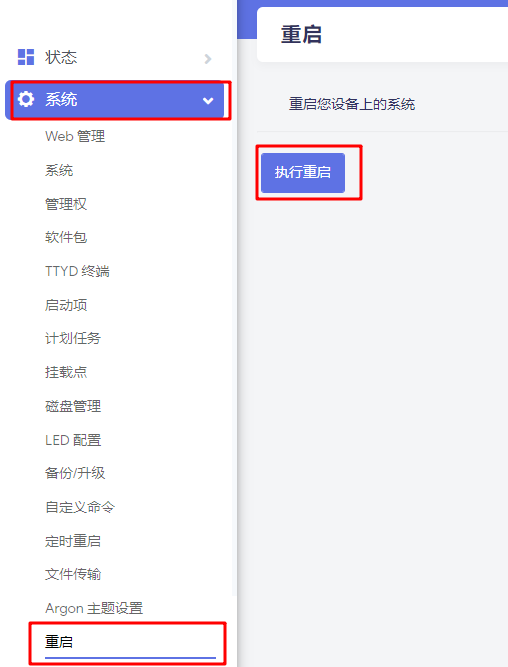 状态
系统
Web 管理
系统
管理权
软件包
TTYD 终端
启动项
计划任务
挂载点
磁盘管理
LED 配置
备份/升级
自定义命令
定时重启
文件传输
Argon 主题设置
重启
重启
重启您设备上的系统
执行重启